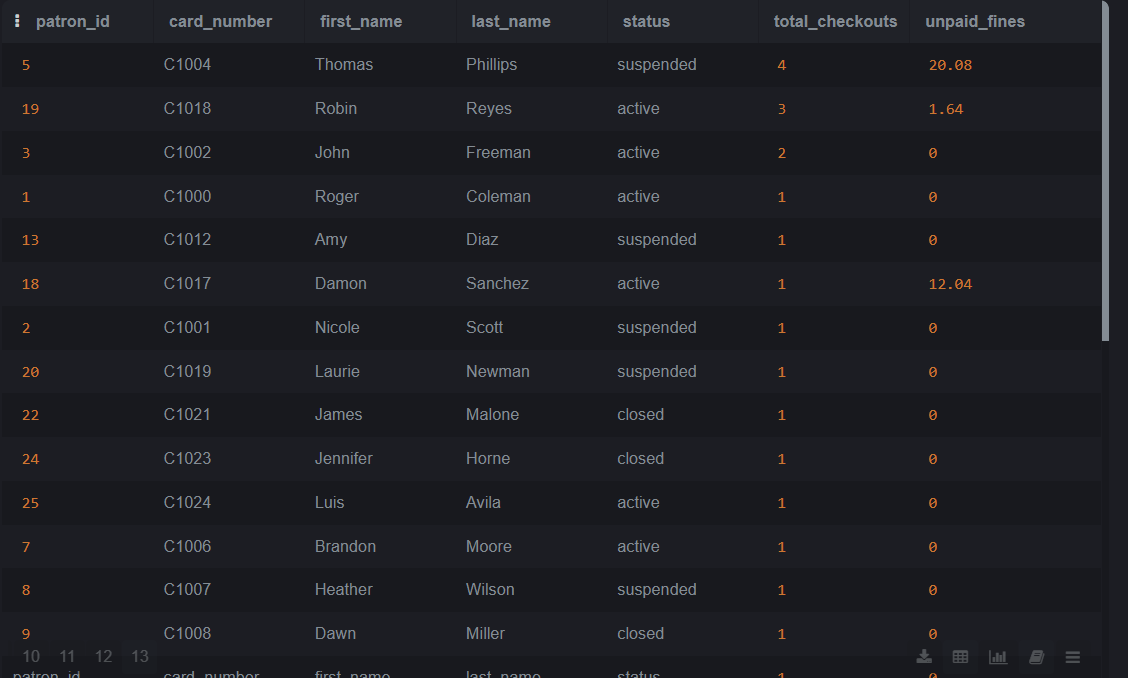 patron_id card_number first_name last_name status total_checkouts unpaid_fines
5 C1004 Thomas Phillips suspended 4 20.08
19 C1018 Robin Reyes active 3 1.64
3 C1002 John Freeman active 2 0
1 C1000 Roger Coleman active 1 0
13 C1012 Amy Diaz suspended 1 0
18 C1017 Damon Sanchez active 1 12.04
2 C1001 Nicole Scott suspended 1 0
20 C1019 Laurie Newman suspended 1 0
22 C1021 James Malone closed 1 0
24 C1023 Jennifer Horne closed 1 0
25 C1024 Luis Avila active 1 0
7 C1006 Brandon Moore active 1 0
8 C1007 Heather Wilson suspended 1 0
9 C1008 Dawn Miller closed 1 0
10 11 12 13
patron_id card_number first_name last_name status 1 0